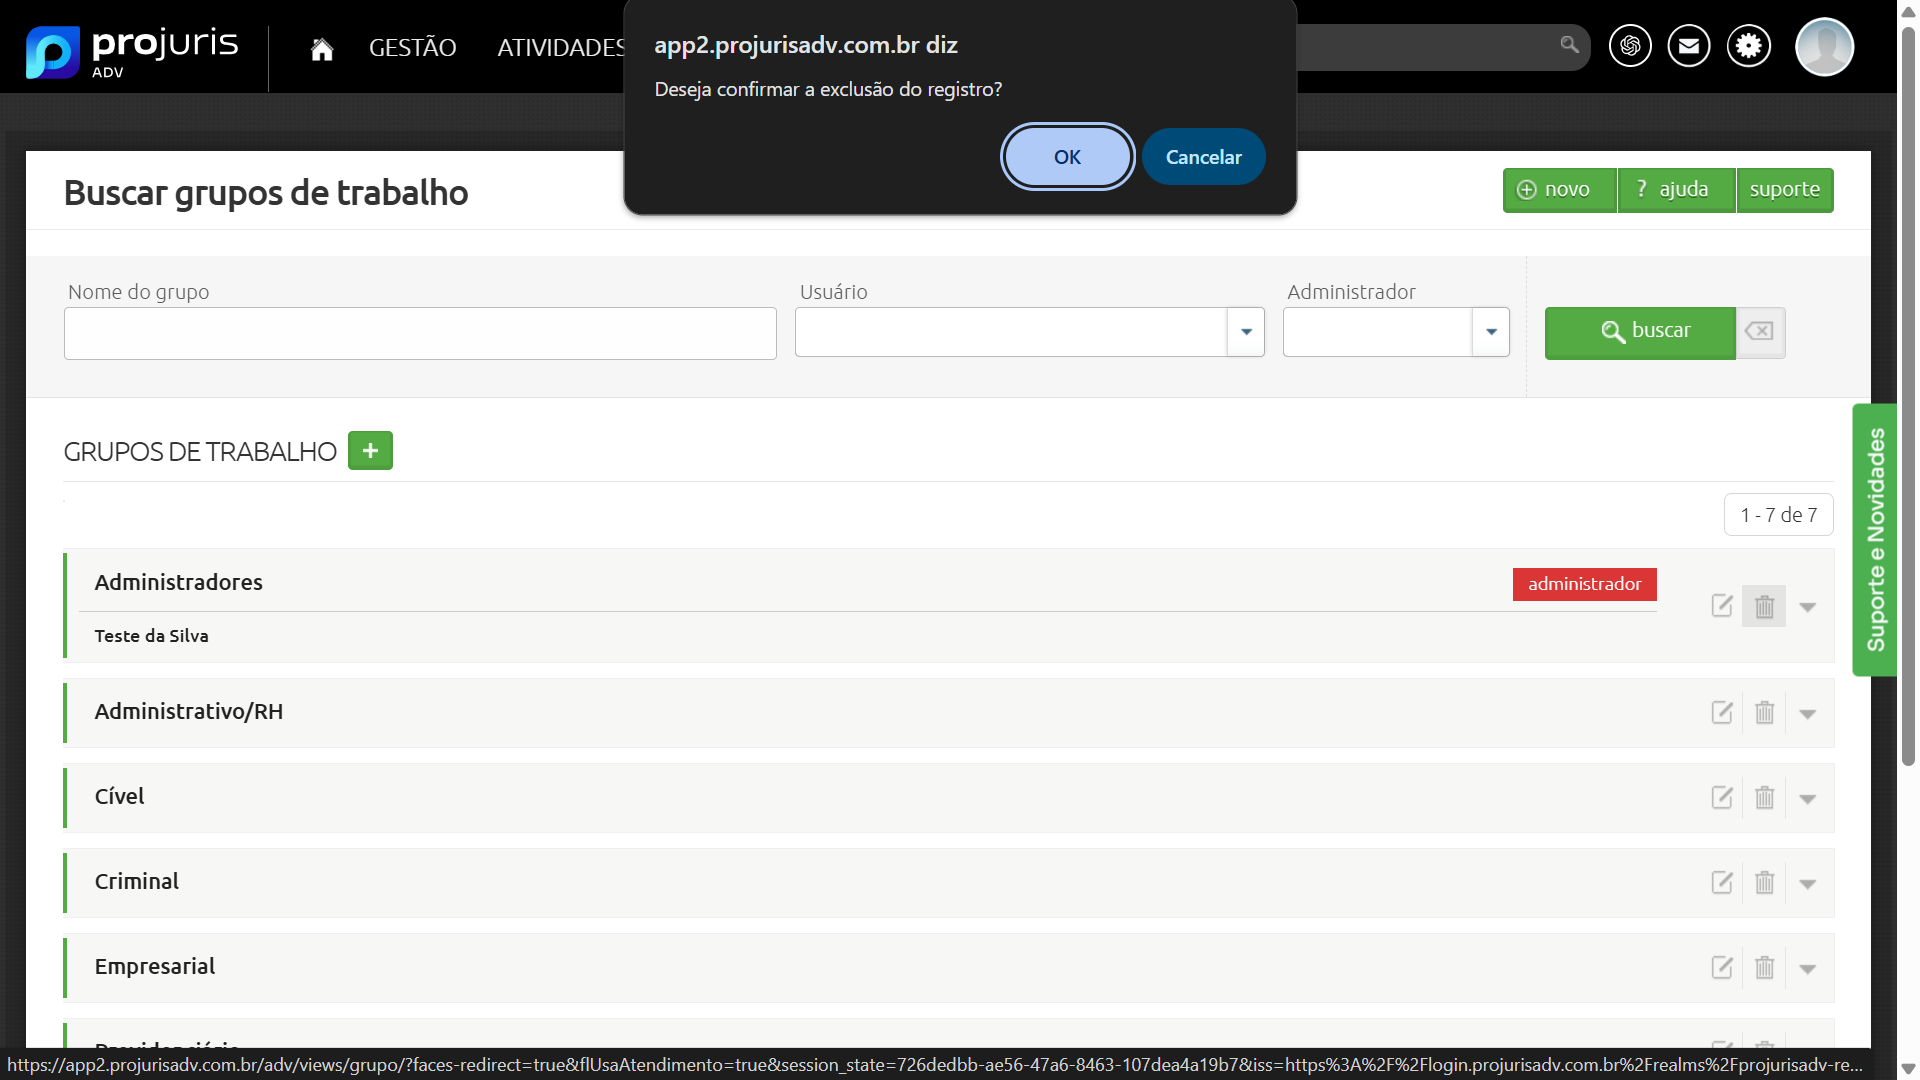 projuris
ADV
GESTÃO
ATIVIDADES
app2.projurisadv.com.br diz
Deseja confirmar a exclusão do registro?
OK
Cancelar
Buscar grupos de trabalho
novo
? ajuda
suporte
Nome do grupo
Usuário
Administrador
buscar
GRUPOS DE TRABALHO
+
1 - 7 de 7
Administradores
administrador
Teste da Silva
Administrativo/RH
Cível
Criminal
Empresarial
Suporte e Novidades
https://app2.projurisadv.com.br/adv/views/grupo/?faces-redirect=true&flUsaAtendimento=true&session_state=726dedbb-ae56-47a6-8463-107dea4a19b7&iss=https%3A%2F%2Flogin.projurisadv.com.br%2Frealms%2Fprojurisadv-re...